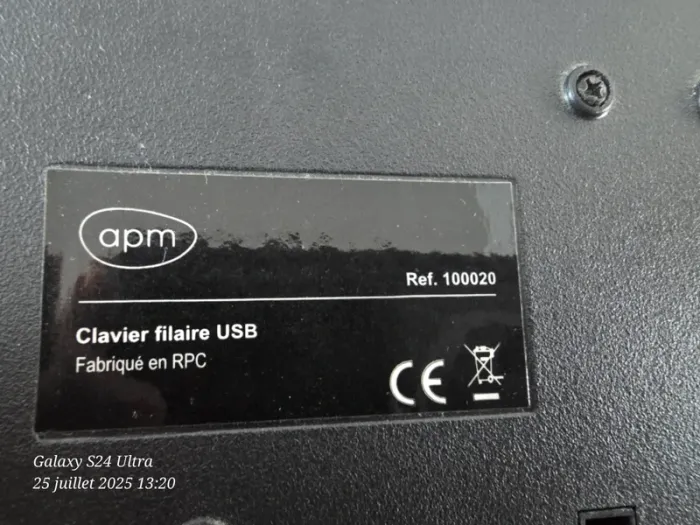 apm
Ref. 100020
Clavier filaire USB
Fabriqué en RPC
CE
Galaxy S24 Ultra
25 juillet 2025 13:20